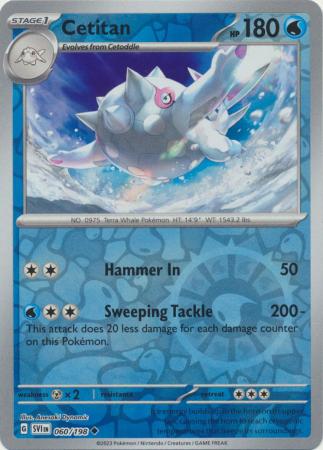 STAGE 1
Cetitan
HP 180
Evolves from Cetoddle
NO. 0975 Terra Whale Pokémon HT: 14'9" WT: 1543.2 lbs
Hammer In 50
Sweeping Tackle 200-
This attack does 20 less damage for each damage counter
on this Pokémon.
weakness ×2 resistance retreat
Illus. Anesaki Dynamic
G SVI EN 060/198
©2023 Pokémon / Nintendo / Creatures / GAME FREAK